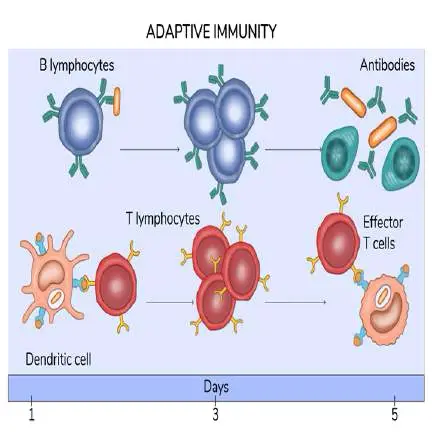 ADAPTIVE IMMUNITY
B lymphocytes
Antibodies
T lymphocytes
Effector
T cells
Dendritic cell
Days
1 3 5